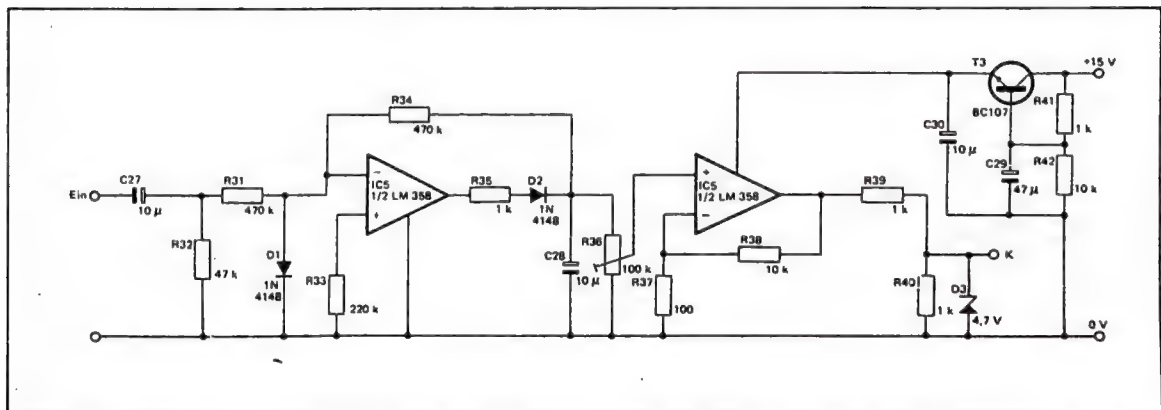 T3
+15 V
BC107
R41
1 k
C30
10 µ
C29
47 µ
R42
10 k
R34
470 k
C27
Ein
10 µ
R31
470 k
−
IC5
1/2 LM 358
+
R35
1 k
D2
1N
4148
+
IC5
1/2 LM 358
−
R39
1 k
R32
47 k
D1
1N
4148
R33
220 k
C28
10 µ
R36
100 k
R37
100
R38
10 k
K
R40
1 k
D3
4,7 V
0 V